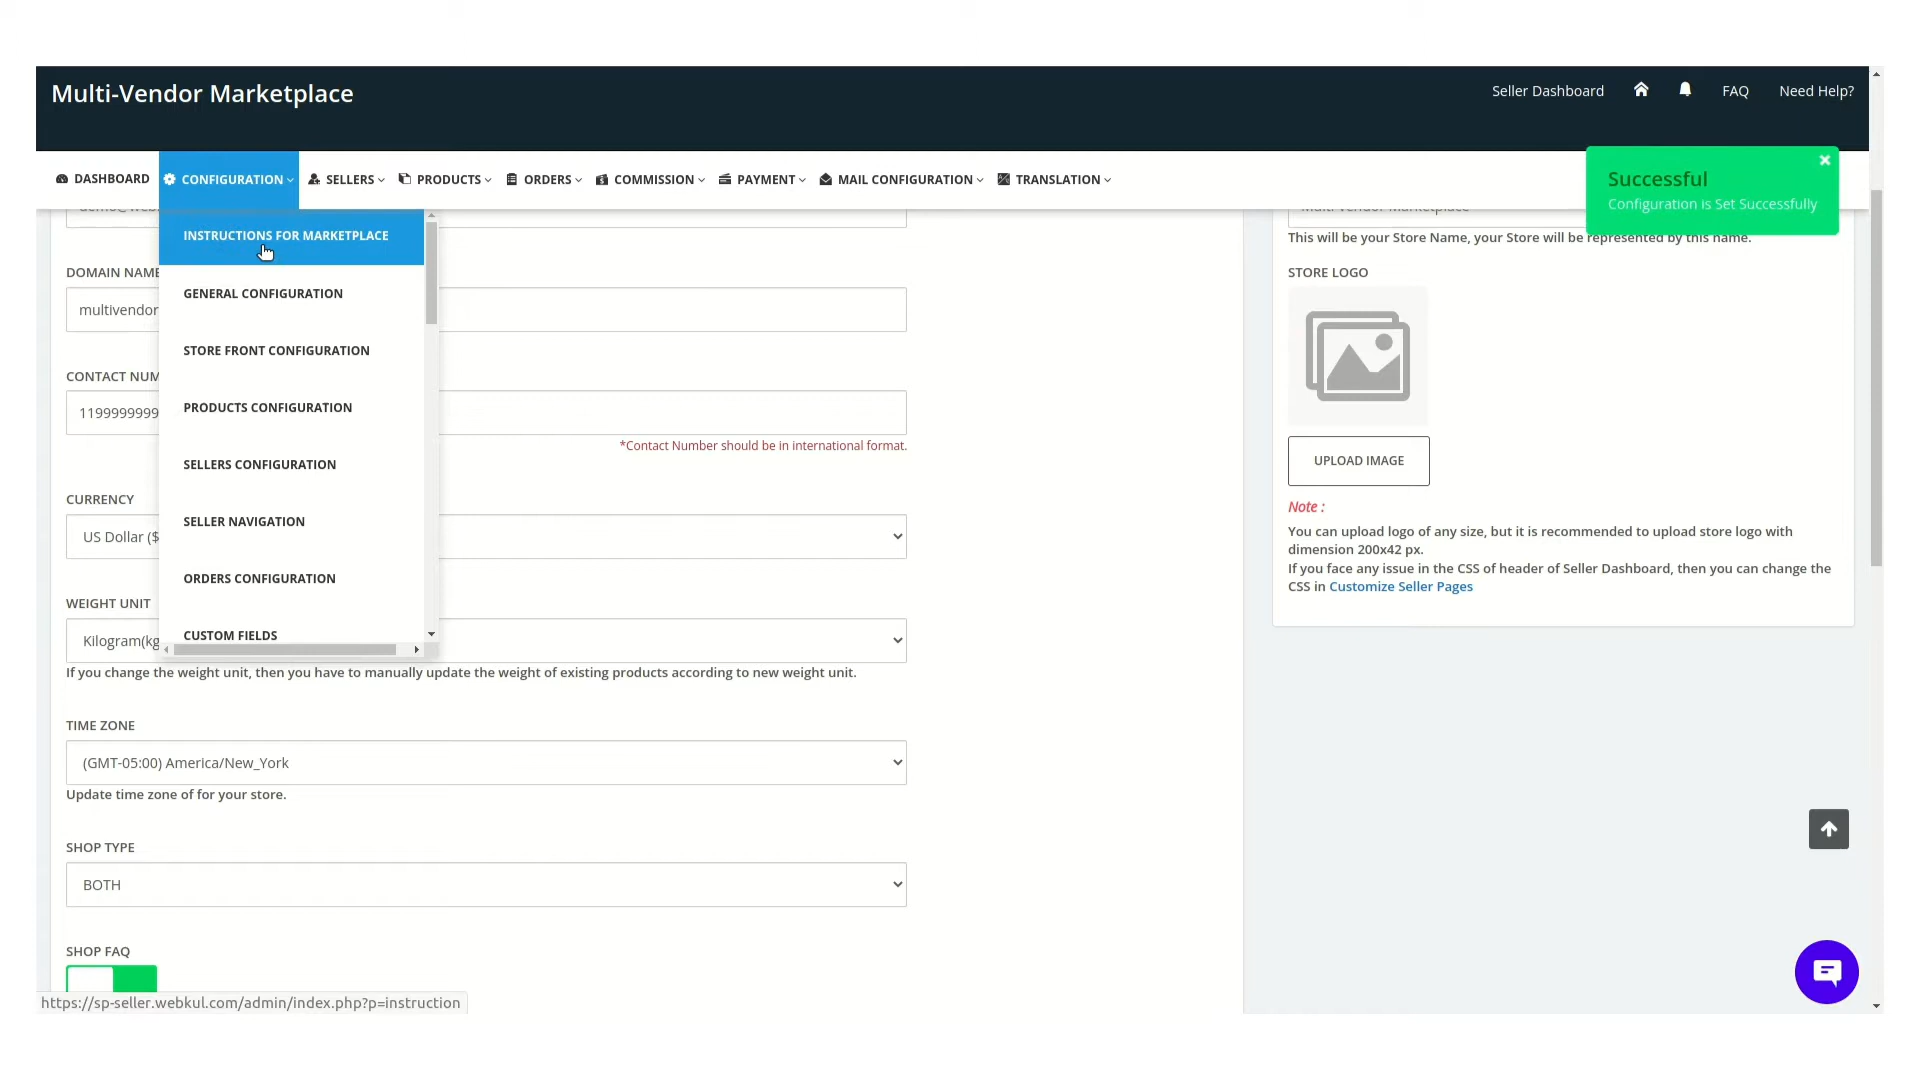 Multi-Vendor Marketplace
Seller Dashboard
FAQ
Need Help?
DASHBOARD
CONFIGURATION
SELLERS
PRODUCTS
ORDERS
COMMISSION
PAYMENT
MAIL CONFIGURATION
TRANSLATION
Successful
Configuration is Set Successfully
INSTRUCTIONS FOR MARKETPLACE
GENERAL CONFIGURATION
STORE FRONT CONFIGURATION
PRODUCTS CONFIGURATION
SELLERS CONFIGURATION
SELLER NAVIGATION
ORDERS CONFIGURATION
CUSTOM FIELDS
DOMAIN NAME
multivendor
CONTACT NUM
1199999999
*Contact Number should be in international format.
CURRENCY
US Dollar ($
WEIGHT UNIT
Kilogram(kg
If you change the weight unit, then you have to manually update the weight of existing products according to new weight unit.
TIME ZONE
(GMT-05:00) America/New_York
Update time zone of for your store.
SHOP TYPE
BOTH
SHOP FAQ
https://sp-seller.webkul.com/admin/index.php?p=instruction
Multi Vendor Marketplace
This will be your Store Name, your Store will be represented by this name.
STORE LOGO
UPLOAD IMAGE
Note :
You can upload logo of any size, but it is recommended to upload store logo with
dimension 200x42 px.
If you face any issue in the CSS of header of Seller Dashboard, then you can change the
CSS in Customize Seller Pages